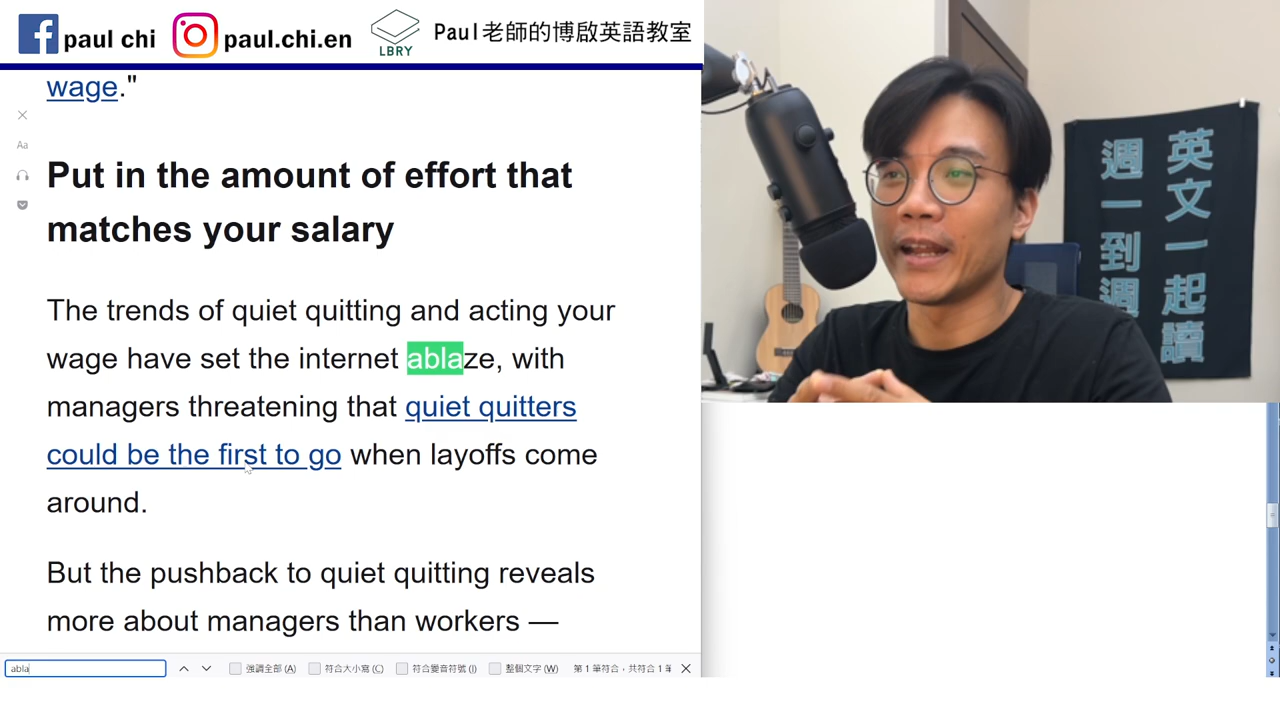 paul chi
paul.chi.en
LBRY
Paul老師的博啟英語教室
wage."
Put in the amount of effort that
matches your salary
The trends of quiet quitting and acting your
wage have set the internet ablaze, with
managers threatening that quiet quitters
could be the first to go when layoffs come
around.
But the pushback to quiet quitting reveals
more about managers than workers —
Aa
abla
強調全部 (A)
符合大小寫 (C)
符合變音符號 (I)
整個文字 (W)
第 1 筆符合，共符合 1 筆
英文一起讀
週一到週